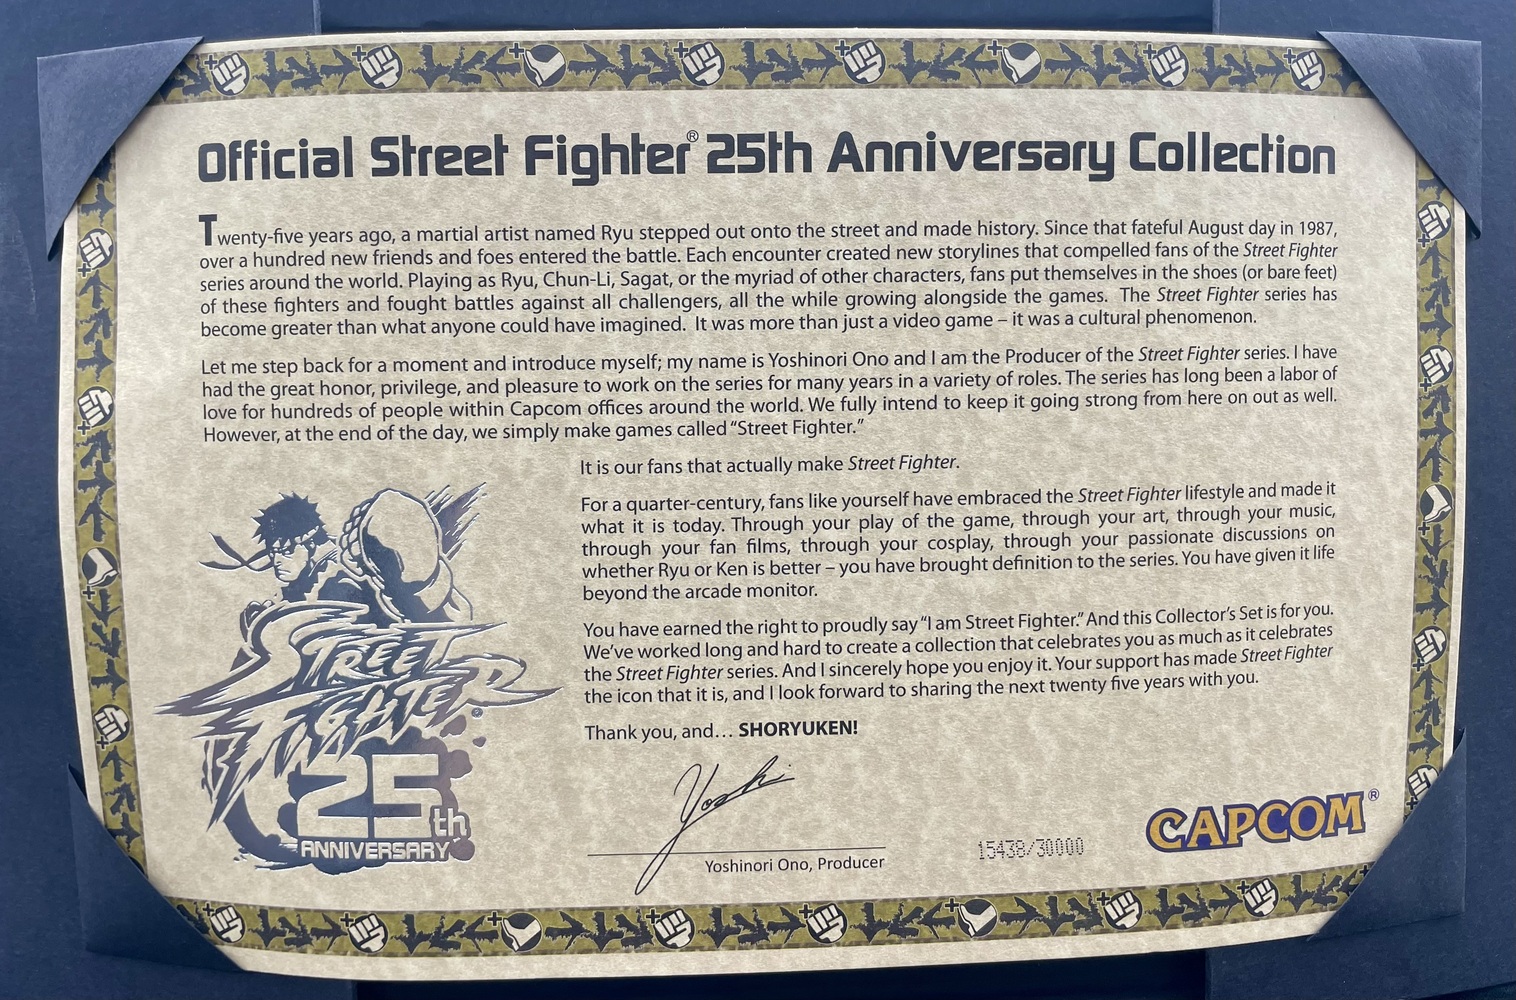 Official Street Fighter® 25th Anniversary Collection
Twenty-five years ago, a martial artist named Ryu stepped out onto the street and made history. Since that fateful August day in 1987,
over a hundred new friends and foes entered the battle. Each encounter created new storylines that compelled fans of the Street Fighter
series around the world. Playing as Ryu, Chun-Li, Sagat, or the myriad of other characters, fans put themselves in the shoes (or bare feet)
of these fighters and fought battles against all challengers, all the while growing alongside the games. The Street Fighter series has
become greater than what anyone could have imagined. It was more than just a video game – it was a cultural phenomenon.
Let me step back for a moment and introduce myself; my name is Yoshinori Ono and I am the Producer of the Street Fighter series. I have
had the great honor, privilege, and pleasure to work on the series for many years in a variety of roles. The series has long been a labor of
love for hundreds of people within Capcom offices around the world. We fully intend to keep it going strong from here on out as well.
However, at the end of the day, we simply make games called “Street Fighter.”
It is our fans that actually make Street Fighter.
For a quarter-century, fans like yourself have embraced the Street Fighter lifestyle and made it
what it is today. Through your play of the game, through your art, through your music,
through your fan films, through your cosplay, through your passionate discussions on
whether Ryu or Ken is better – you have brought definition to the series. You have given it life
beyond the arcade monitor.
You have earned the right to proudly say “I am Street Fighter.” And this Collector’s Set is for you.
We’ve worked long and hard to create a collection that celebrates you as much as it celebrates
the Street Fighter series. And I sincerely hope you enjoy it. Your support has made Street Fighter
the icon that it is, and I look forward to sharing the next twenty five years with you.
Thank you, and… SHORYUKEN!
STREET
FIGHTER®
25th
ANNIVERSARY
Yoshi
Yoshinori Ono, Producer
15438/30000
CAPCOM®